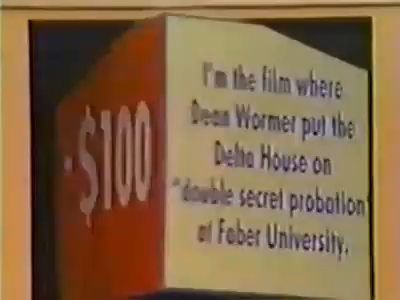 -$100
I'm the film where
Dean Wormer put the
Delta House on
"double secret probation"
at Faber University.